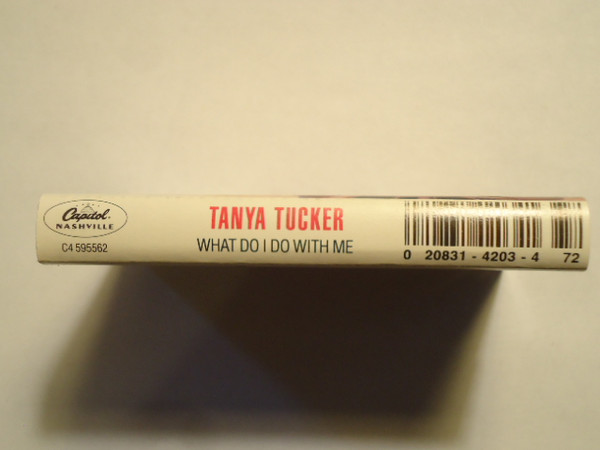 Capitol.
NASHVILLE
C4 595562
TANYA TUCKER
WHAT DO I DO WITH ME
0 20831 - 4203 - 4 72